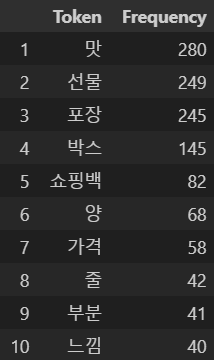 Token Frequency
1 맛 280
2 선물 249
3 포장 245
4 박스 145
5 쇼핑백 82
6 양 68
7 가격 58
8 줄 42
9 부분 41
10 느낌 40